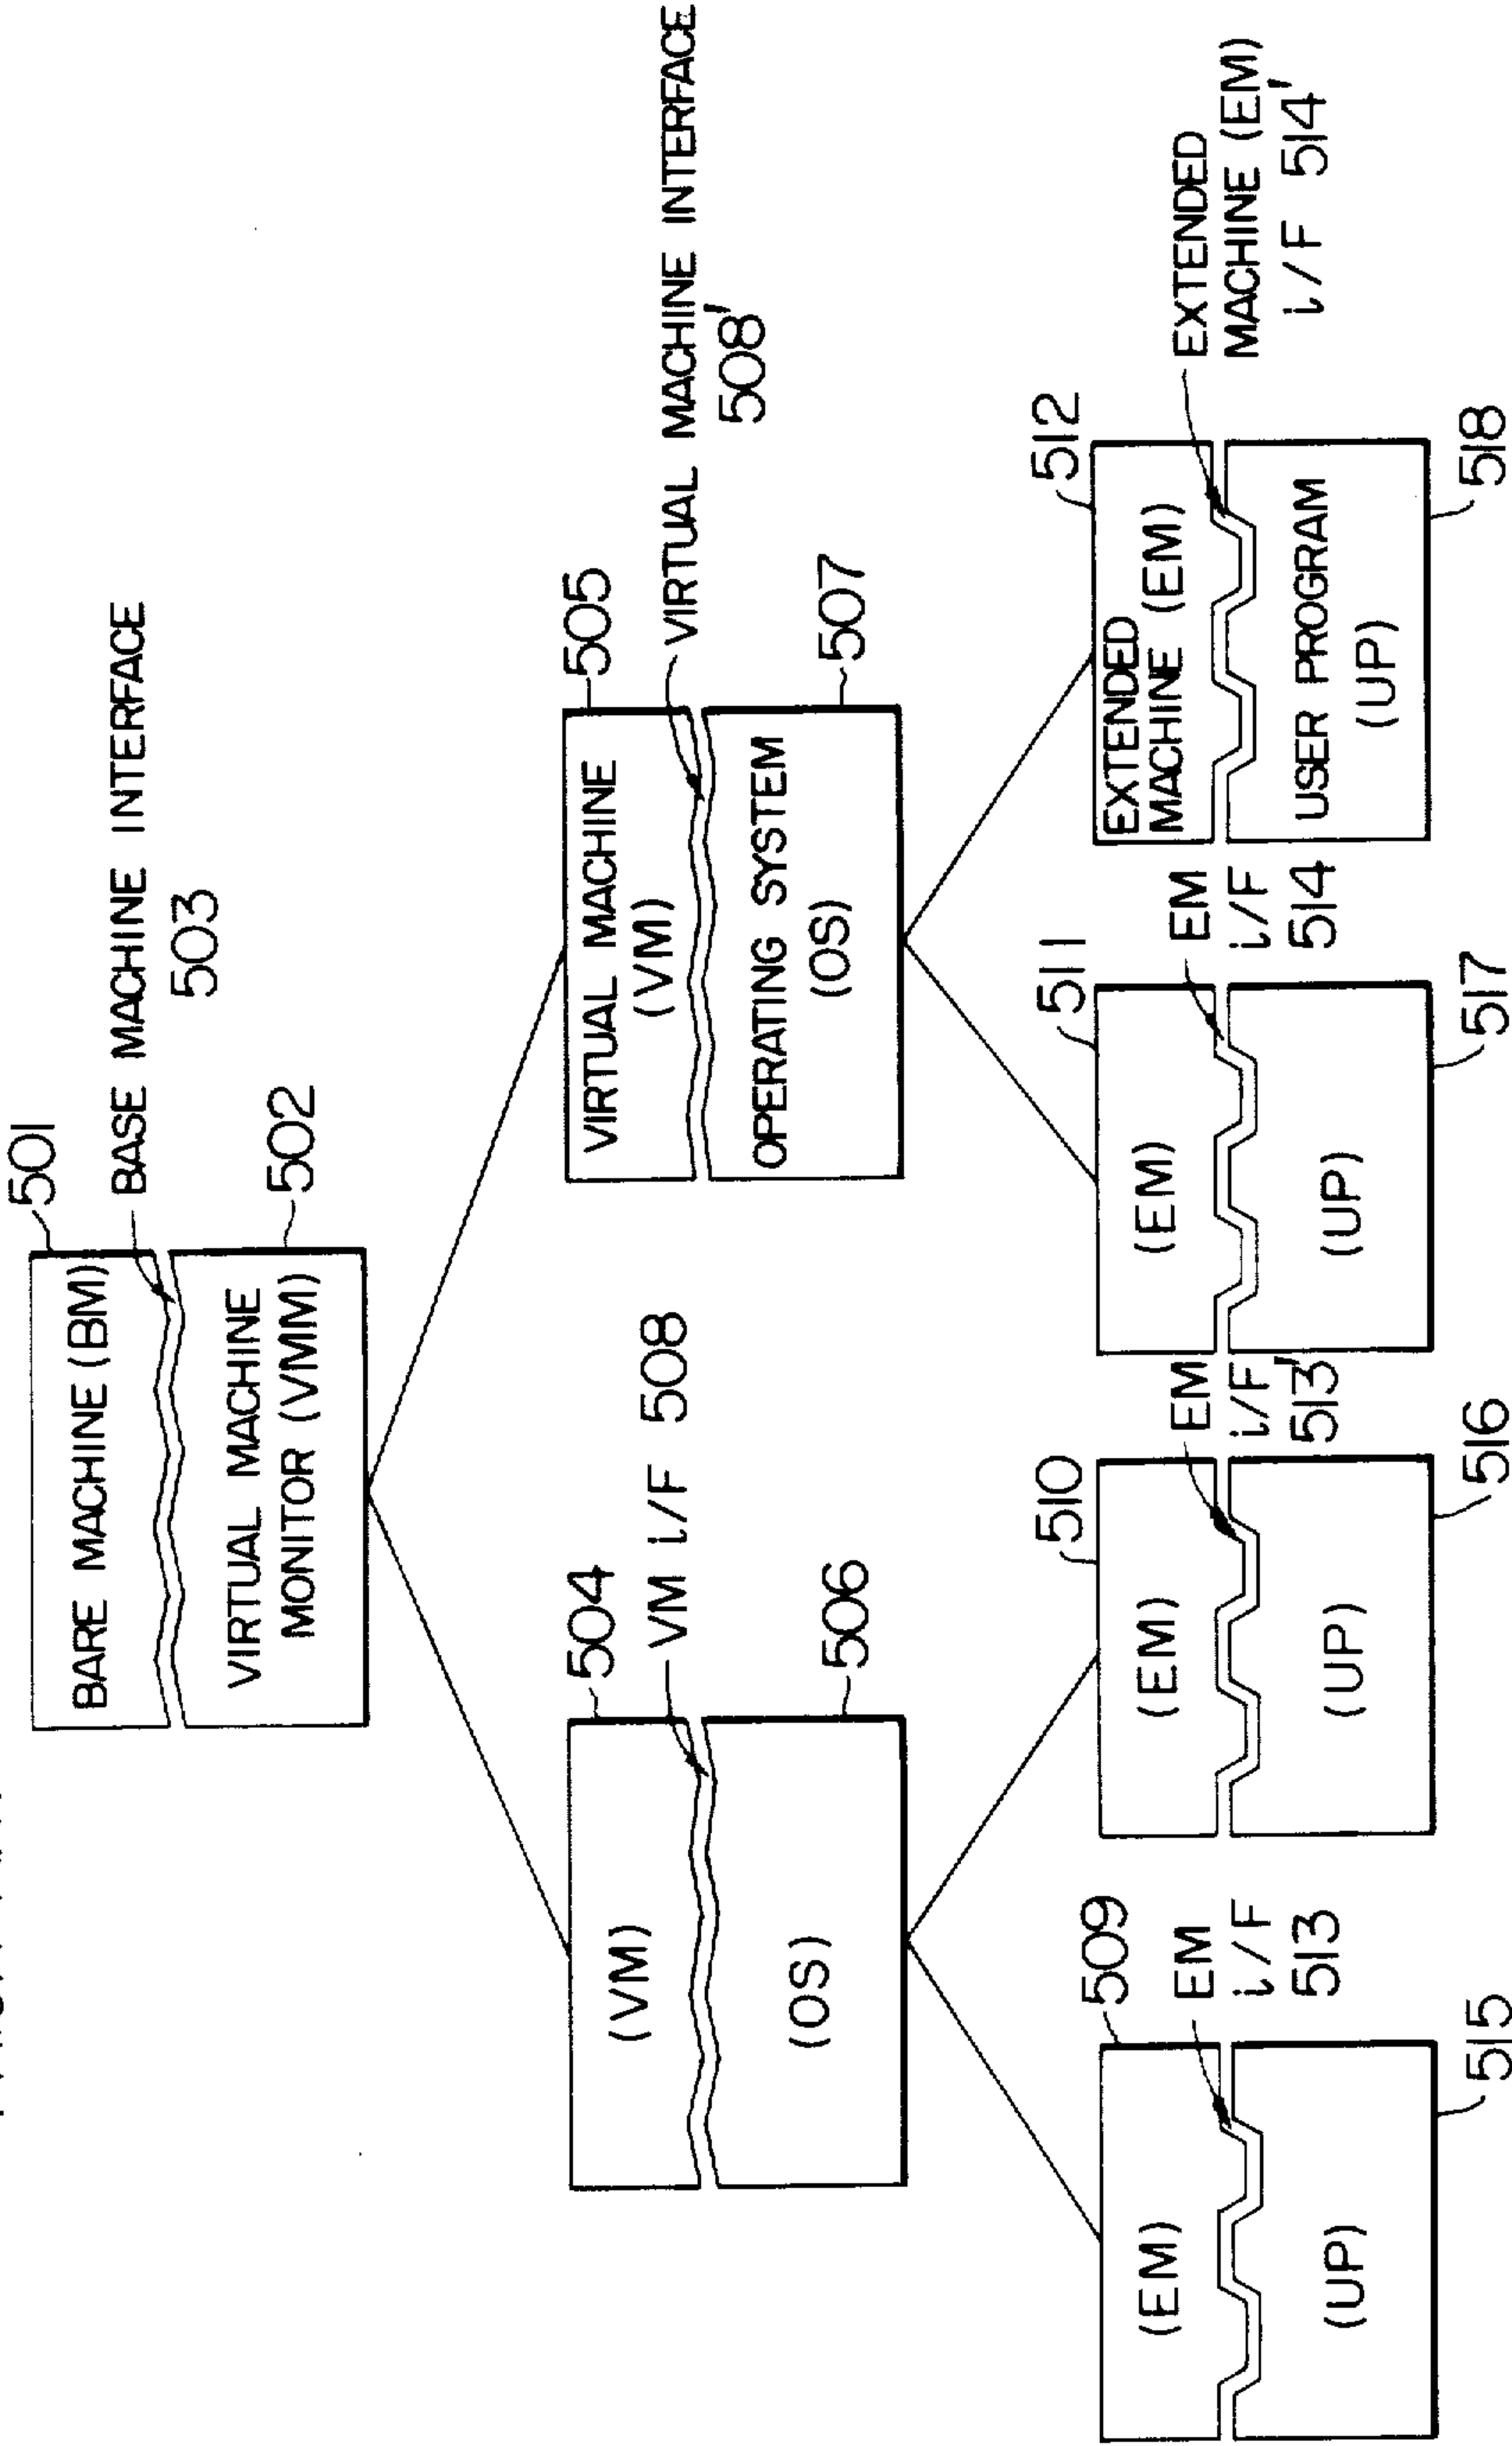 501
BARE MACHINE (BM)
BASE MACHINE INTERFACE
503
VIRTUAL MACHINE
MONITOR (VMM)
502
504
(VM)
VM i/F 508
(OS)
506
505
VIRTUAL MACHINE
(VM)
VIRTUAL MACHINE INTERFACE
508'
OPERATING SYSTEM
(OS)
507
509
(EM)
EM
i/F
513
(UP)
515
510
(EM)
EM
i/F
513'
(UP)
516
511
(EM)
EM
i/F
514
(UP)
517
512
EXTENDED
MACHINE (EM)
EXTENDED
MACHINE (EM)
i/F 514'
USER PROGRAM
(UP)
518